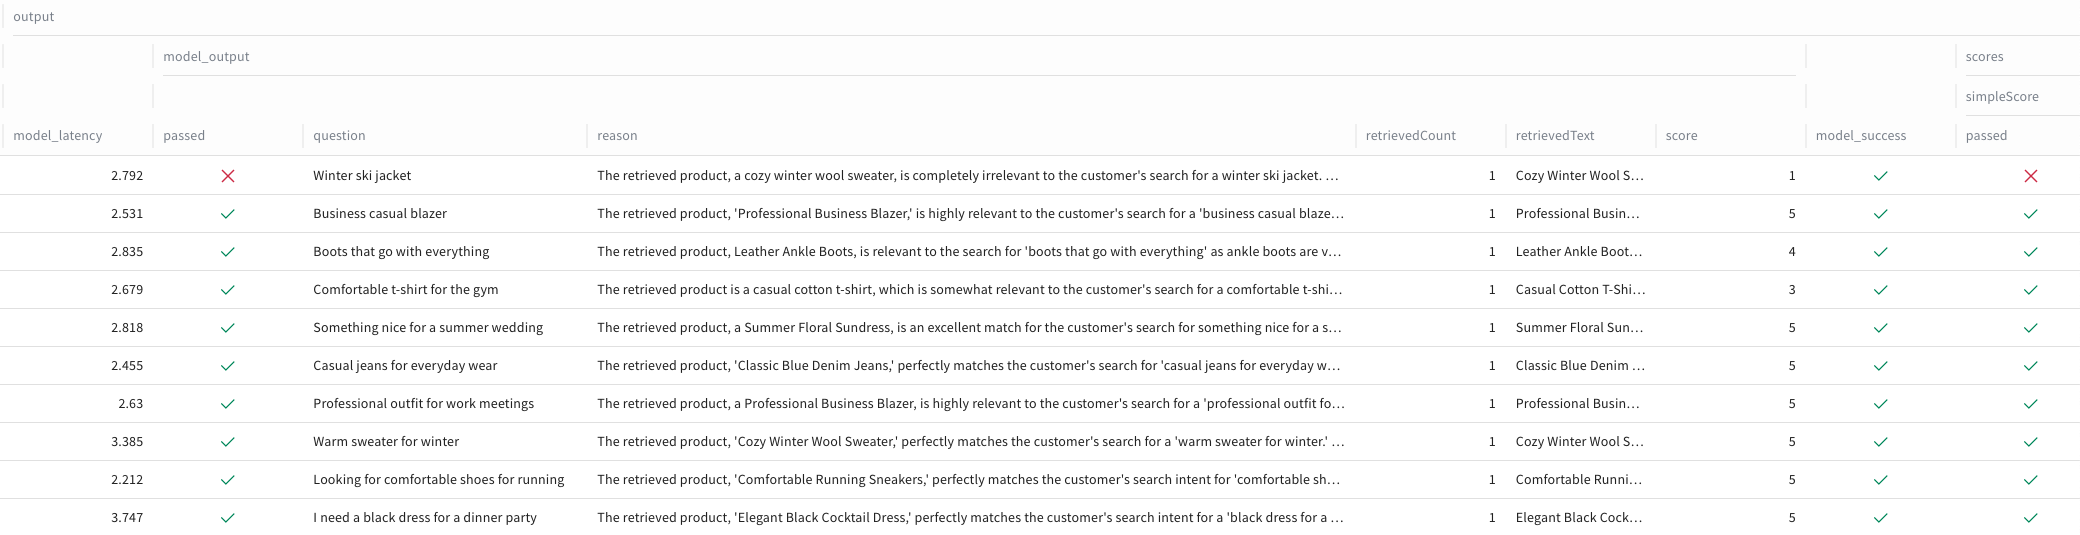 output
model_output scores
simpleScore
model_latency passed question reason retrievedCount retrievedText score model_success passed
2.792 Winter ski jacket The retrieved product, a cozy winter wool sweater, is completely irrelevant to the customer's search for a winter ski jacket. … 1 Cozy Winter Wool S… 1
2.531 Business casual blazer The retrieved product, 'Professional Business Blazer,' is highly relevant to the customer's search for a 'business casual blaze… 1 Professional Busin… 5
2.835 Boots that go with everything The retrieved product, Leather Ankle Boots, is relevant to the search for 'boots that go with everything' as ankle boots are v… 1 Leather Ankle Boot… 4
2.679 Comfortable t-shirt for the gym The retrieved product is a casual cotton t-shirt, which is somewhat relevant to the customer's search for a comfortable t-shi… 1 Casual Cotton T-Shi… 3
2.818 Something nice for a summer wedding The retrieved product, a Summer Floral Sundress, is an excellent match for the customer's search for something nice for a s… 1 Summer Floral Sun… 5
2.455 Casual jeans for everyday wear The retrieved product, 'Classic Blue Denim Jeans,' perfectly matches the customer's search for 'casual jeans for everyday w… 1 Classic Blue Denim … 5
2.63 Professional outfit for work meetings The retrieved product, a Professional Business Blazer, is highly relevant to the customer's search for a 'professional outfit fo… 1 Professional Busin… 5
3.385 Warm sweater for winter The retrieved product, 'Cozy Winter Wool Sweater,' perfectly matches the customer's search for a 'warm sweater for winter.' … 1 Cozy Winter Wool S… 5
2.212 Looking for comfortable shoes for running The retrieved product, 'Comfortable Running Sneakers,' perfectly matches the customer's search intent for 'comfortable sh… 1 Comfortable Runni… 5
3.747 I need a black dress for a dinner party The retrieved product, 'Elegant Black Cocktail Dress,' perfectly matches the customer's search intent for a 'black dress for a … 1 Elegant Black Cock… 5